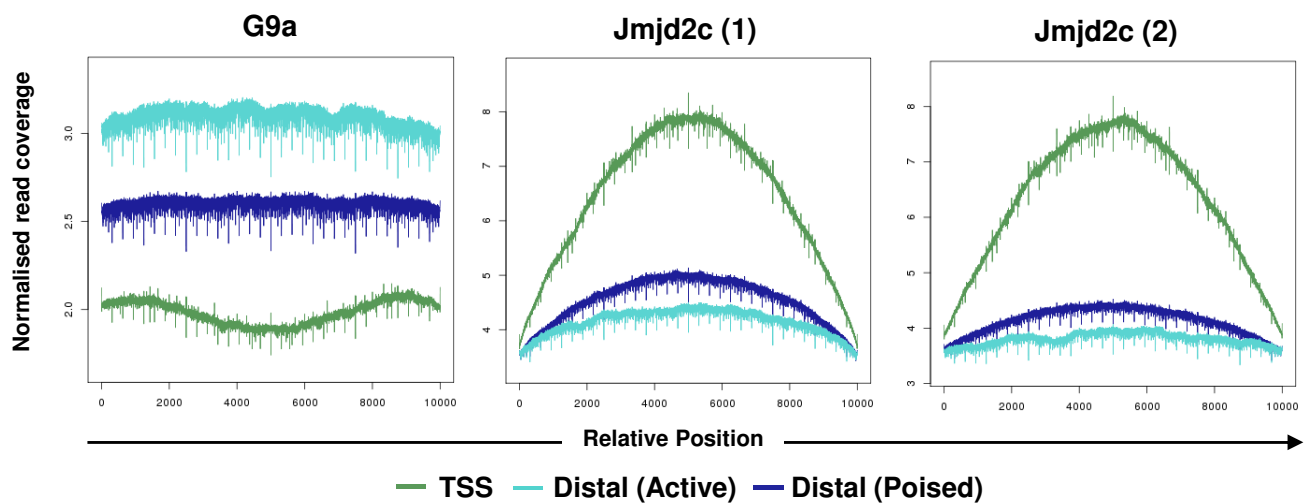 G9a
Jmjd2c (1)
Jmjd2c (2)
Normalised read coverage
3.0
2.5
2.0
0 2000 4000 6000 8000 10000
8
7
6
5
4
0 2000 4000 6000 8000 10000
8
7
6
5
4
3
0 2000 4000 6000 8000 10000
Relative Position
TSS Distal (Active) Distal (Poised)